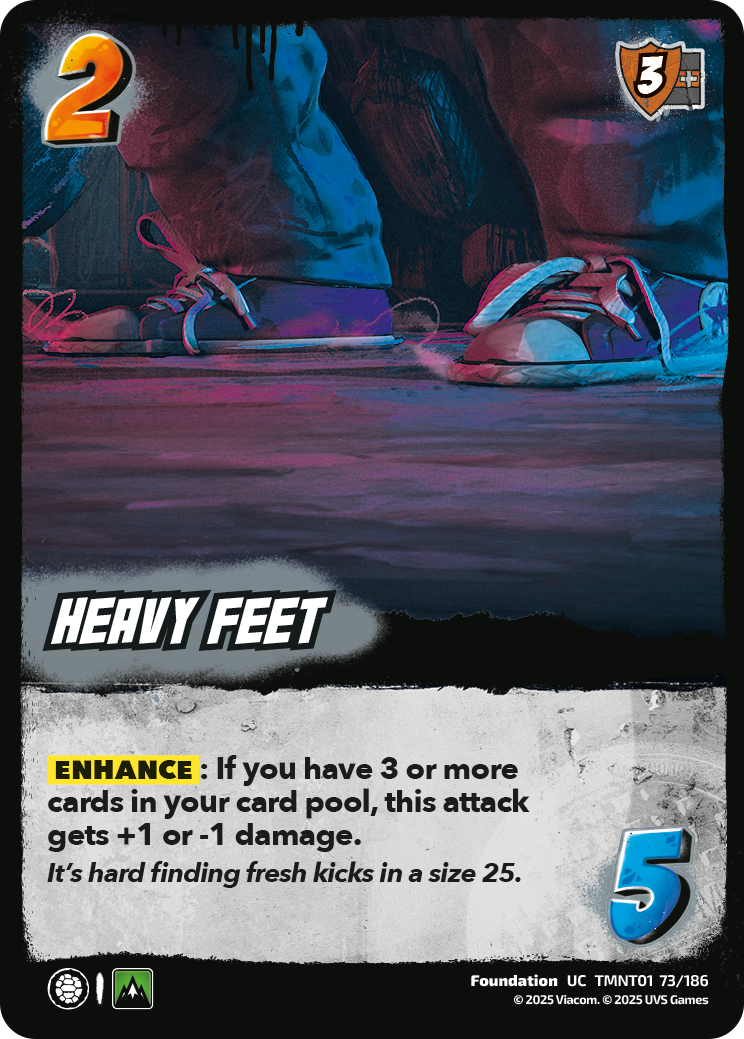 2
3
+
HEAVY FEET
ENHANCE: If you have 3 or more
cards in your card pool, this attack
gets +1 or -1 damage.
It's hard finding fresh kicks in a size 25.
5
Foundation UC TMNT01 73/186
© 2025 Viacom. © 2025 UVS Games